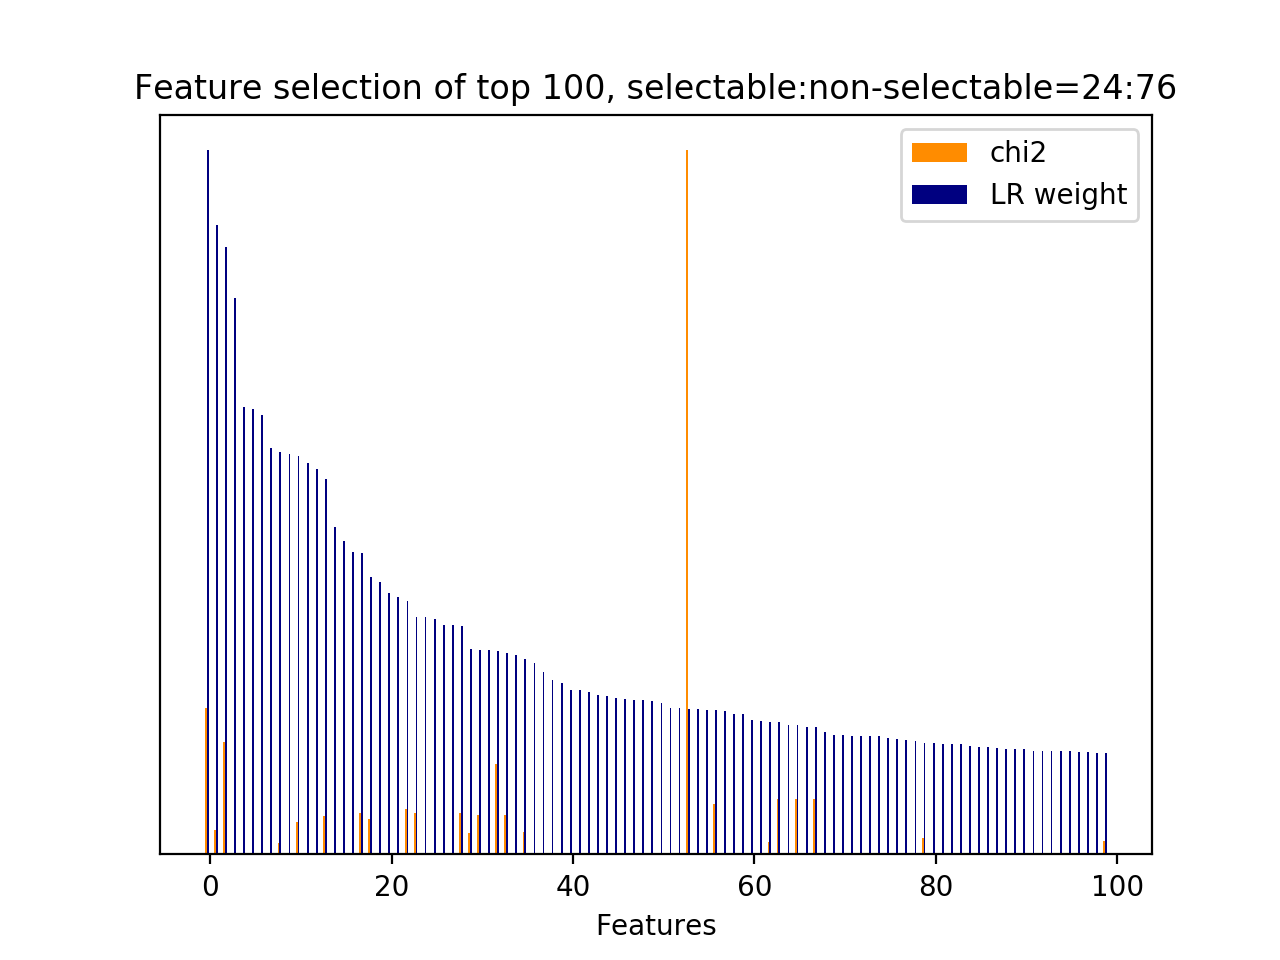 Feature selection of top 100, selectable:non-selectable=24:76
chi2
LR weight
0 20 40 60 80 100
Features